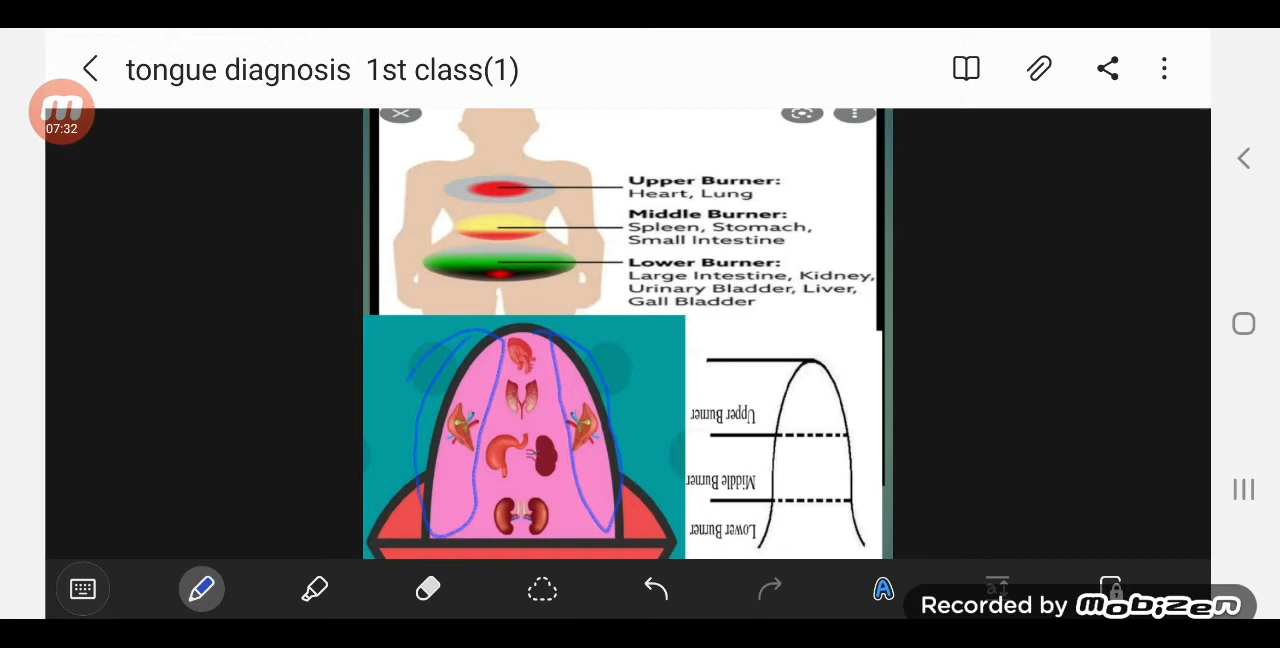 tongue diagnosis 1st class(1)
07:32
Upper Burner:
Heart, Lung
Middle Burner:
Spleen, Stomach,
Small Intestine
Lower Burner:
Large Intestine, Kidney,
Urinary Bladder, Liver,
Gall Bladder
Upper Burner
Middle Burner
Lower Burner
Recorded by mobizen